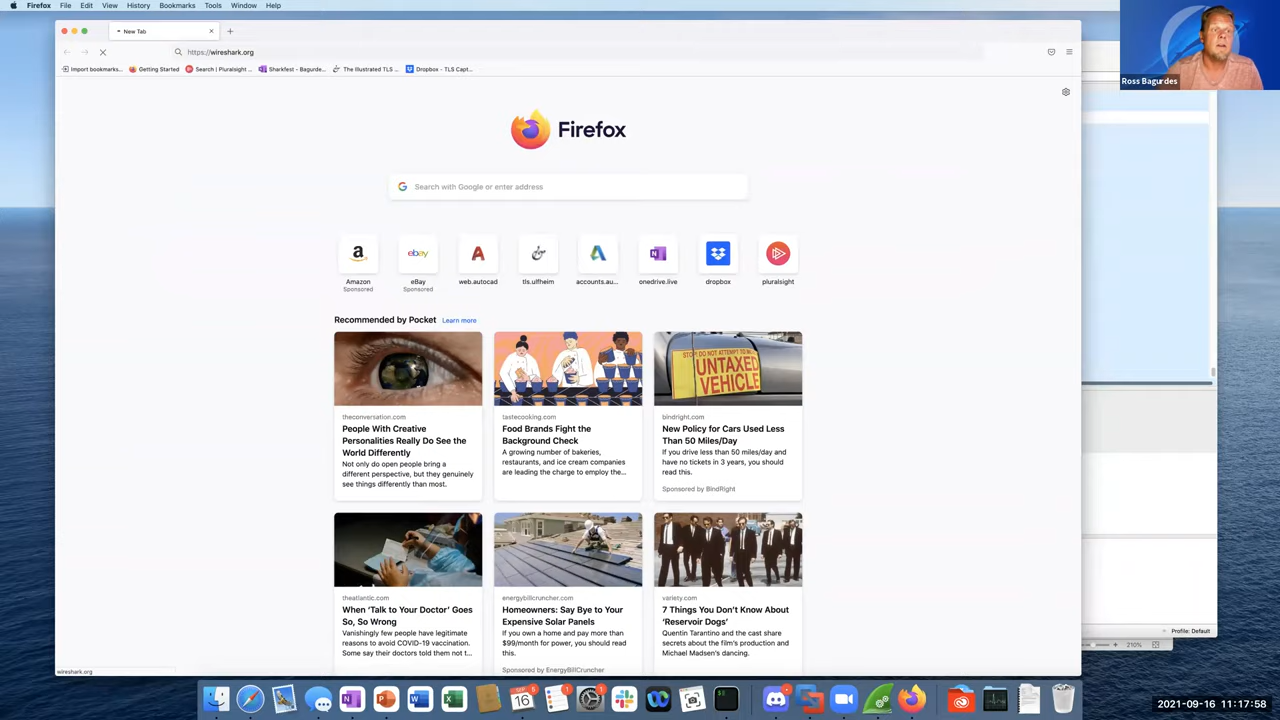 Firefox File Edit View History Bookmarks Tools Window Help
New Tab
https://wireshark.org
Import bookmarks... Getting Started Search | Pluralsight ... Sharkfest - Bagurde... The Illustrated TLS ... Dropbox - TLS Capt...
Ross Bagurdes
Firefox
Search with Google or enter address
a ebay A
Amazon eBay web.autocad tls.ulfheim accounts.au... onedrive.live dropbox pluralsight
Sponsored Sponsored
Recommended by Pocket Learn more
STOP DO NOT ATTEMPT
UNTAXED
VEHICLE
theconversation.com
People With Creative
Personalities Really Do See the
World Differently
Not only do open people bring a
different perspective, but they genuinely
see things differently than most.
tastecooking.com
Food Brands Fight the
Background Check
A growing number of bakeries,
restaurants, and ice cream companies
are leading the charge to employ the...
bindright.com
New Policy for Cars Used Less
Than 50 Miles/Day
If you drive less than 50 miles/day and
have no tickets in 3 years, you should
read this.
Sponsored by BindRight
theatlantic.com
When ‘Talk to Your Doctor’ Goes
So, So Wrong
Vanishingly few people have legitimate
reasons to avoid COVID-19 vaccination.
Some say their doctors told them not t...
energybillcruncher.com
Homeowners: Say Bye to Your
Expensive Solar Panels
If you own a home and pay more than
$99/month for power, you should read
this.
Sponsored by EnergyBillCruncher
variety.com
7 Things You Don’t Know About
‘Reservoir Dogs’
Quentin Tarantino and the cast share
secrets about the film's production and
Michael Madsen's dancing.
Profile: Default
210%
wireshark.org
SEP
16
2021-09-16 11:17:58